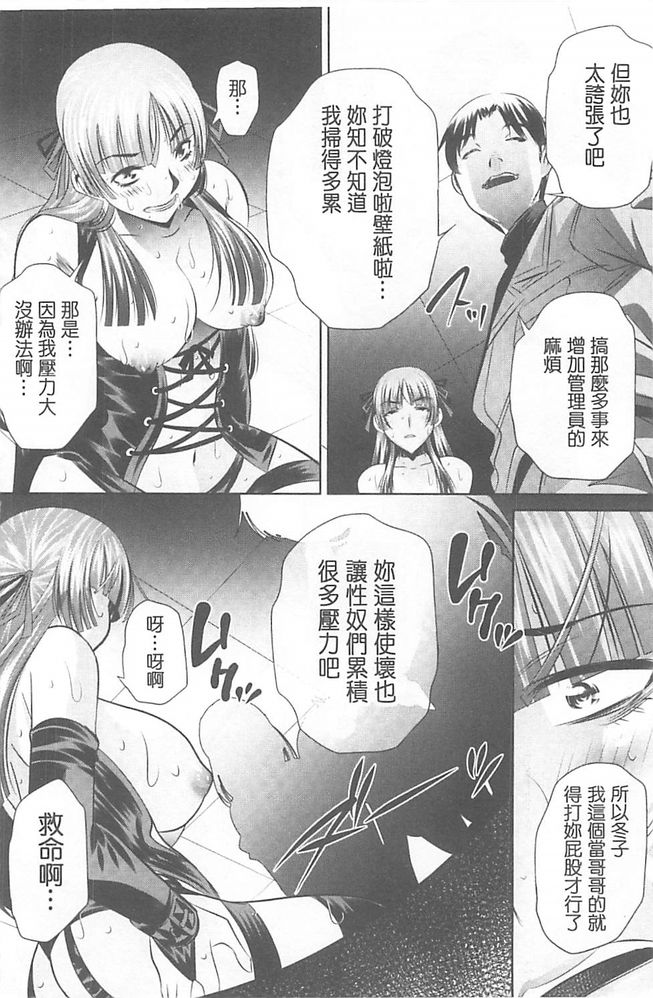 但妳也
太誇張了吧
打破燈泡啦壁紙啦…
妳知不知道
我掃得多累
搞那麼多事來
增加管理員的
麻煩
那…
那是…
因為我壓力大
沒辦法啊…
所以冬子
我這個當哥哥的就
得打妳屁股才行了
妳這樣使壞也
讓性奴們累積
很多壓力吧
呀…呀啊
救命啊…